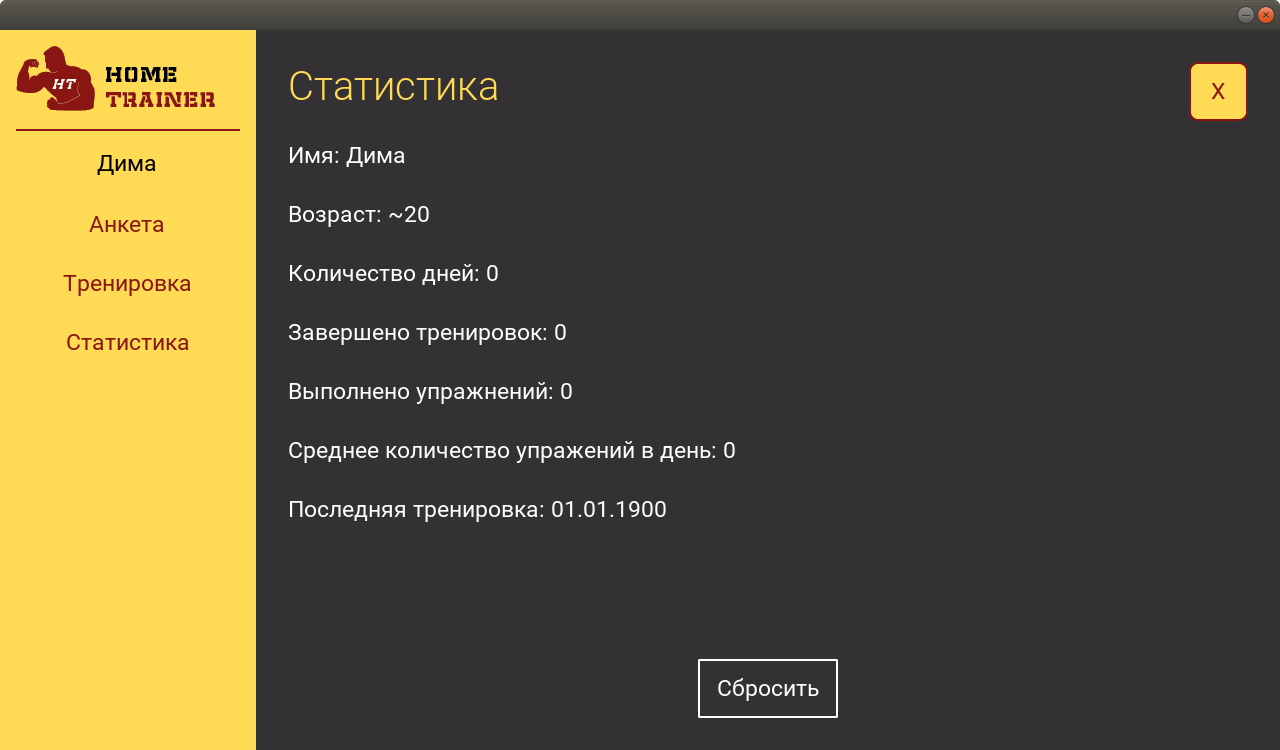 HT
HOME
TRAINER
Дима
Анкета
Тренировка
Статистика
Статистика
X
Имя: Дима
Возраст: ~20
Количество дней: 0
Завершено тренировок: 0
Выполнено упражнений: 0
Среднее количество упражений в день: 0
Последняя тренировка: 01.01.1900
Сбросить